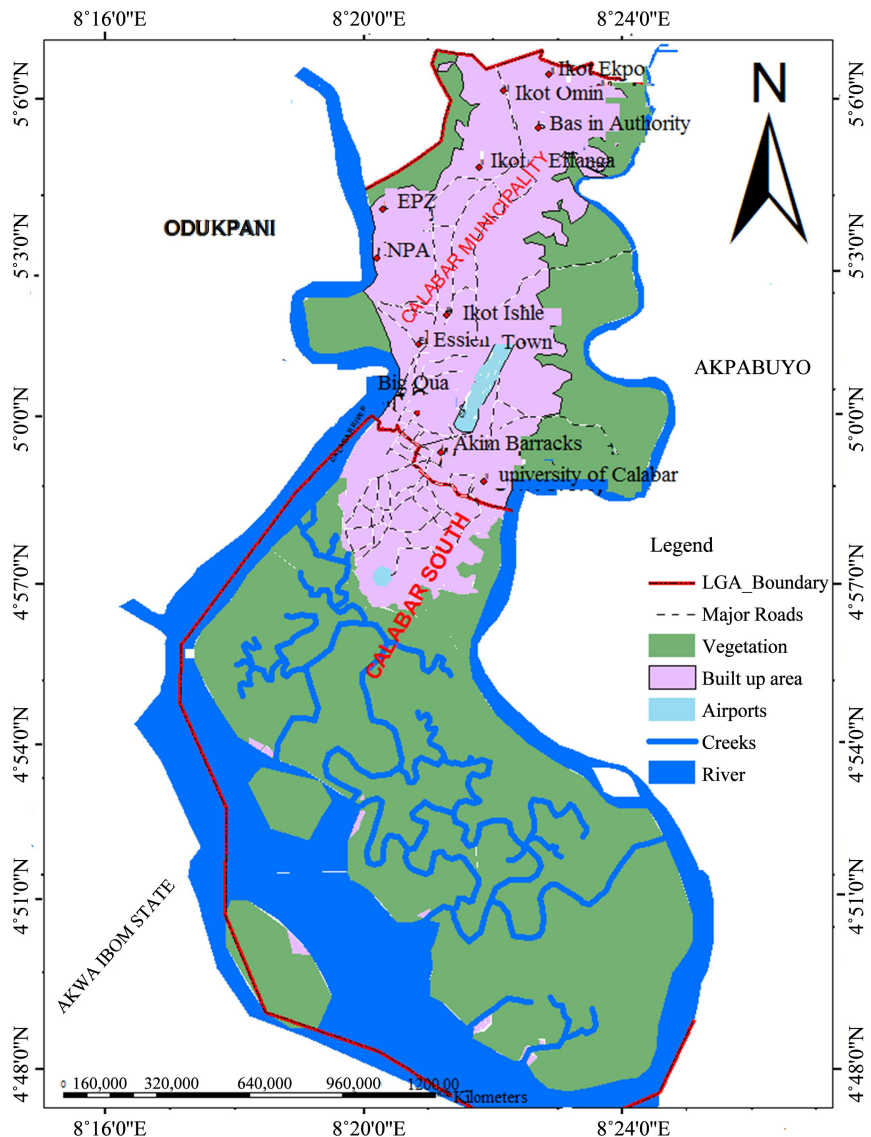 8°16'0"E
8°20'0"E
8°24'0"E
5°6'0"N
5°6'0"N
Ikot Ekpo
Ikot Omin
N
Bas in Authority
Ikot Effanga
EPZ
CALABAR MUNICIPALITY
ODUKPANI
NPA
5°3'0"N
5°3'0"N
Ikot Ishle
Essien Town
AKPABUYO
Big Qua
CALABAR RIVER
S
5°0'0"N
5°0'0"N
Akim Barracks
university of Calabar
CALABAR SOUTH
Legend
LGA_Boundary
Major Roads
Vegetation
Built up area
Airports
Creeks
River
4°57'0"N
4°57'0"N
4°54'0"N
4°54'0"N
4°51'0"N
4°51'0"N
AKWA IBOM STATE
4°48'0"N
4°48'0"N
0 160,000 320,000 640,000 960,000 1200,00
Kilometers
8°16'0"E
8°20'0"E
8°24'0"E